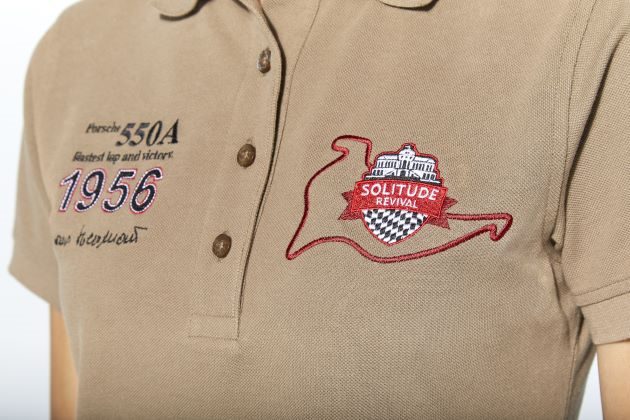 Porsche 550A
fastest lap and victory
1956
SOLITUDE
REVIVAL